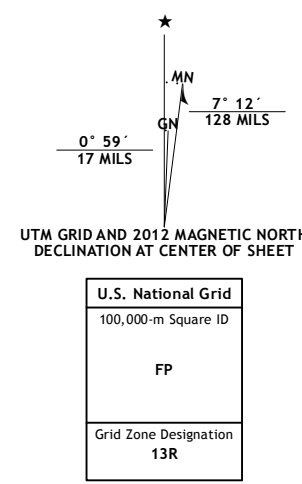 ★
MN
GN
7° 12´
128 MILS
0° 59´
17 MILS
UTM GRID AND 2012 MAGNETIC NORTH
DECLINATION AT CENTER OF SHEET
U.S. National Grid
100,000-m Square ID
FP
Grid Zone Designation
13R